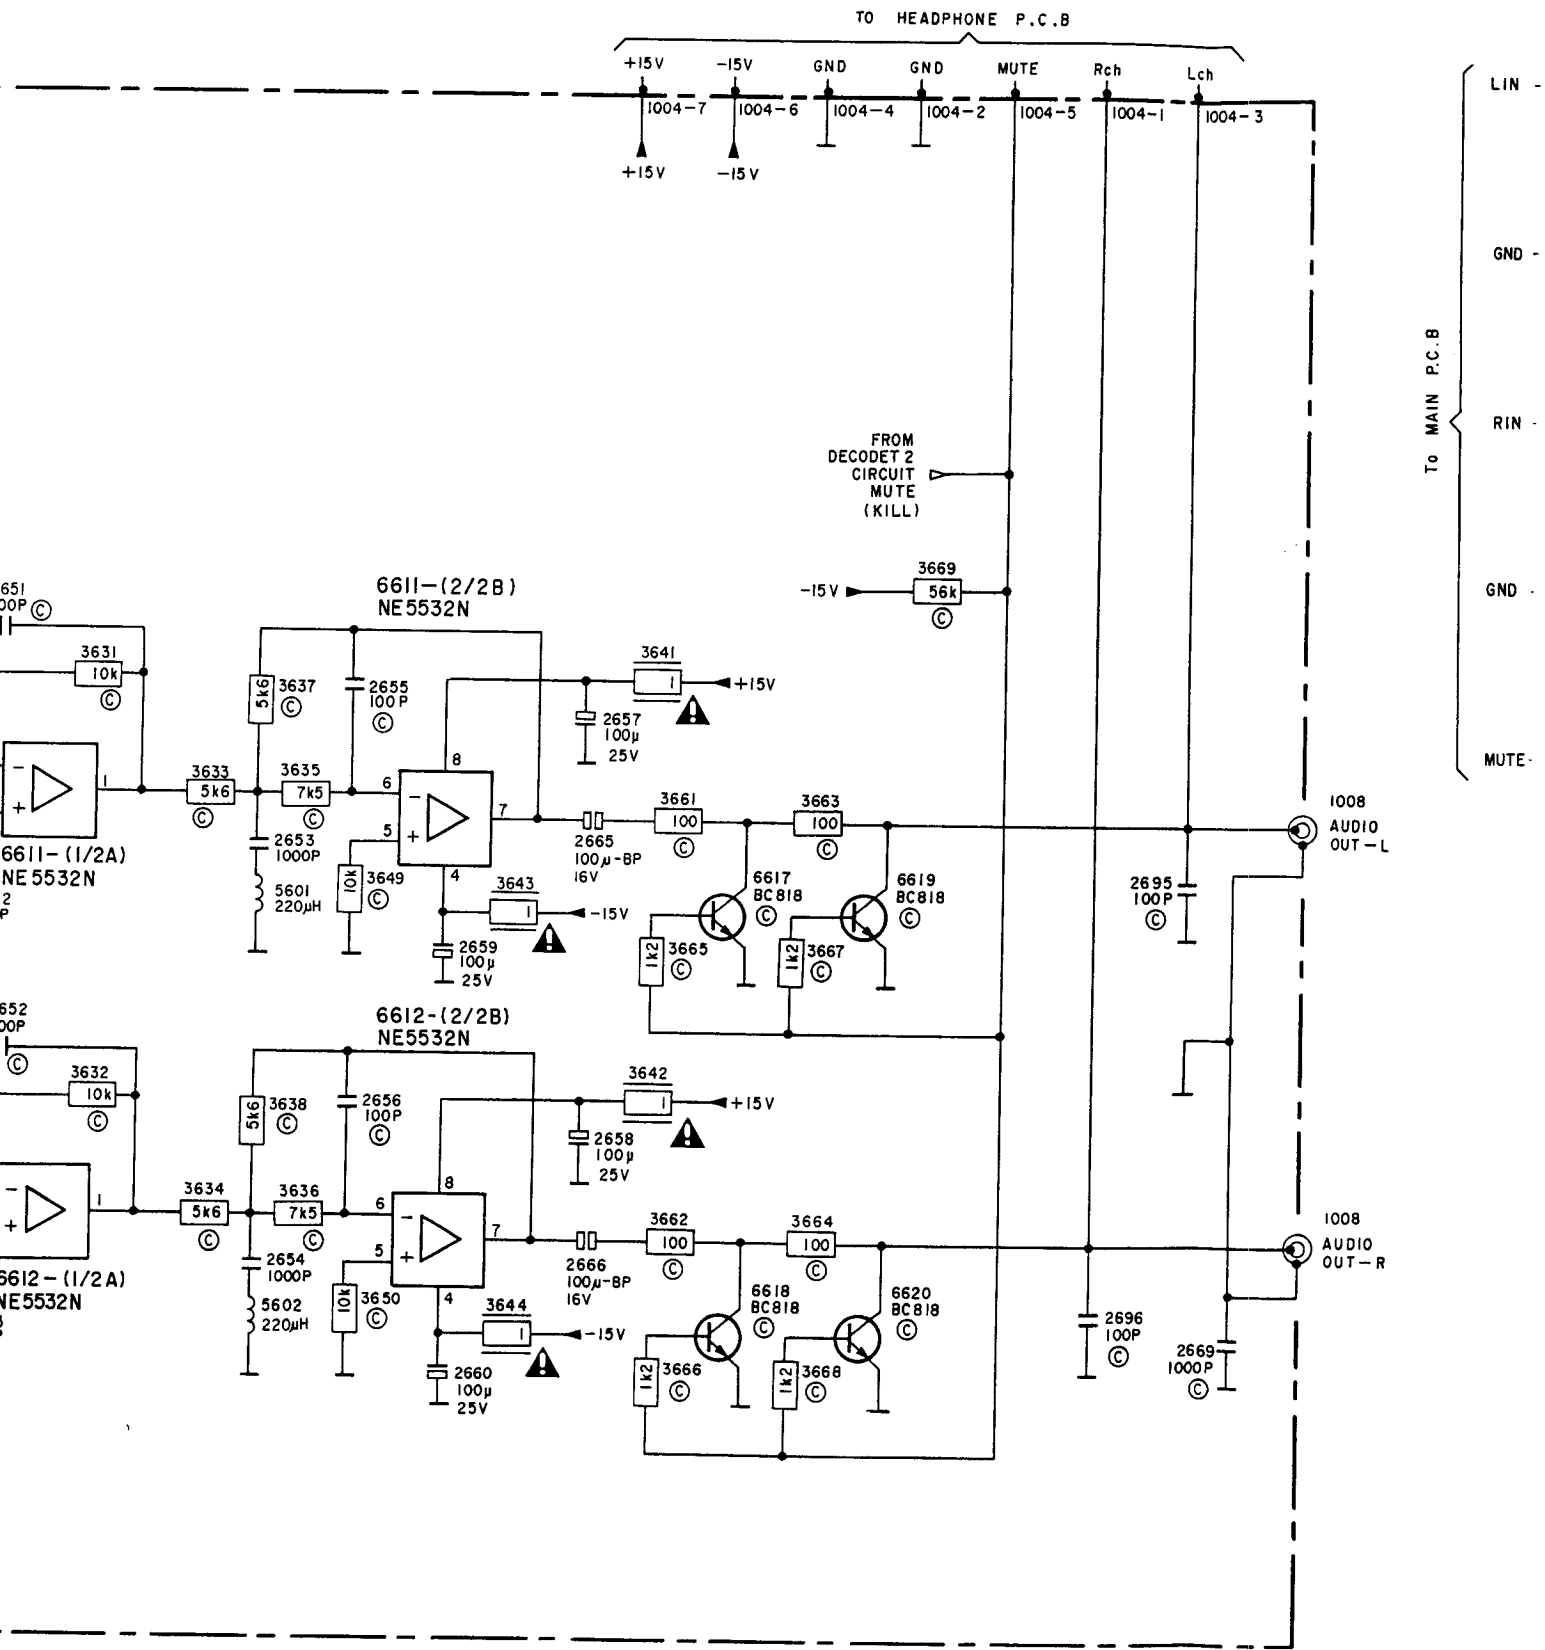 TO HEADPHONE P.C.B
+15V
-15V
GND
GND
MUTE
Rch
Lch
1004-7
1004-6
1004-4
1004-2
1004-5
1004-1
1004-3
+15V
-15V
LIN -
GND -
RIN -
GND -
MUTE-
To MAIN P.C.B
FROM
DECODET 2
CIRCUIT
MUTE
(KILL)
-15V
3669
56k
C
651
00P C
3631
10k
C
1
-
+
6611-(1/2A)
NE5532N
2
P
3633
5k6
C
3637
5k6
C
3635
7k5
C
2653
1000P
5601
220µH
2655
100P
C
6611-(2/2B)
NE5532N
8
6
5
7
4
-
+
3649
10k
C
3641
1
+15V
2657
100µ
25V
3643
1
-15V
2659
100µ
25V
2665
100µ-BP
16V
3661
100
C
3663
100
C
6617
BC818
C
6619
BC818
C
3665
1k2
C
3667
1k2
C
2695
100P
C
1008
AUDIO
OUT-L
652
00P
C
3632
10k
C
1
-
+
6612-(1/2A)
NE5532N
3634
5k6
C
3638
5k6
C
3636
7k5
C
2654
1000P
5602
220µH
2656
100P
C
6612-(2/2B)
NE5532N
8
6
5
7
4
-
+
3650
10k
C
3642
1
+15V
2658
100µ
25V
3644
1
-15V
2660
100µ
25V
2666
100µ-BP
16V
3662
100
C
3664
100
C
6618
BC818
C
6620
BC818
C
3666
1k2
C
3668
1k2
C
2696
100P
C
2669
1000P
C
1008
AUDIO
OUT-R